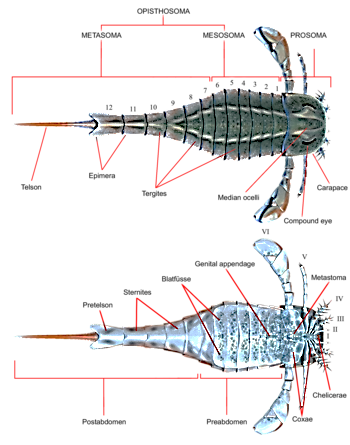 OPISTHOSOMA
METASOMA MESOSOMA PROSOMA
12 11 10 9 8 7 6 5 4 3 2 1
Telson
Epimera
Tergites
Median ocelli
Carapace
Compound eye
VI
Genital appendage
V
Blatfüsse
Metastoma
Sternites
Pretelson
IV
III
II
I
Postabdomen
Preabdomen
Coxae
Chelicerae